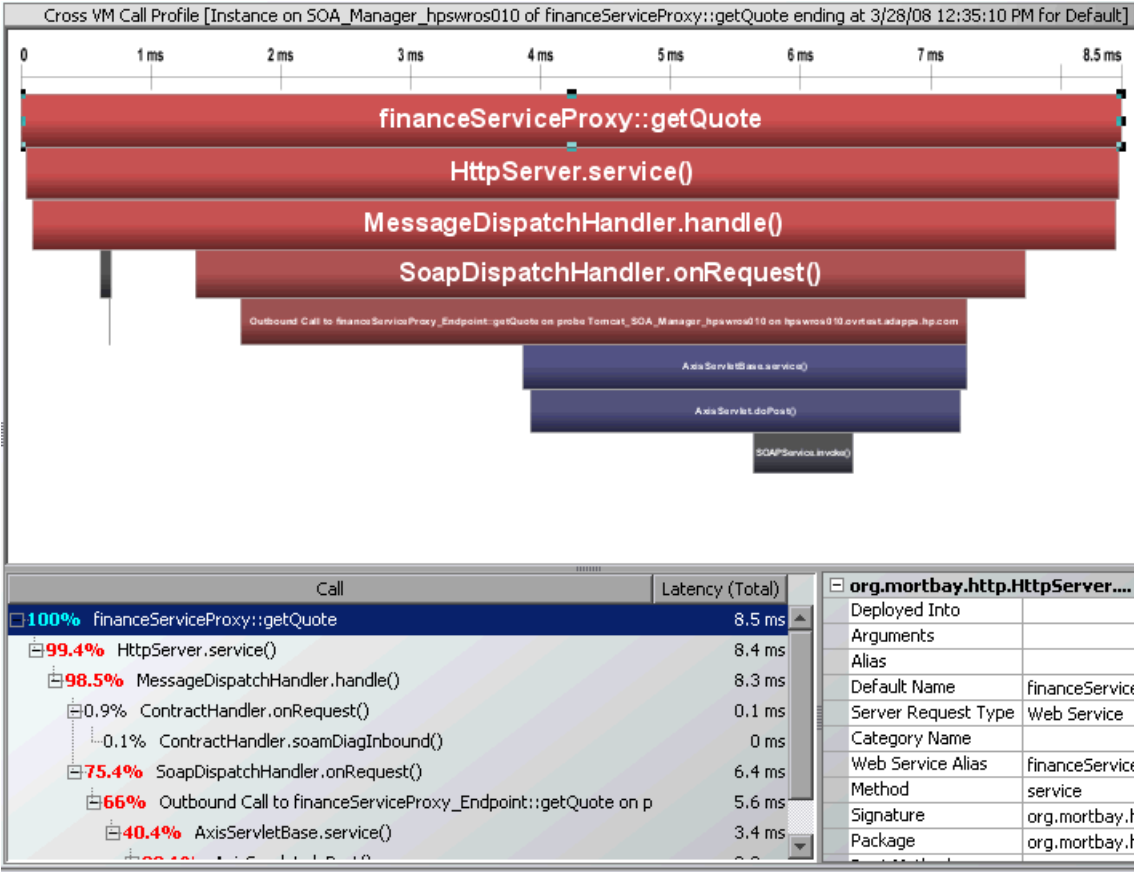 Cross VM Call Profile [Instance on SOA_Manager_hpswros010 of financeServiceProxy::getQuote ending at 3/28/08 12:35:10 PM for Default]
0 1 ms 2 ms 3 ms 4 ms 5 ms 6 ms 7 ms 8.5 ms
financeServiceProxy::getQuote
HttpServer.service()
MessageDispatchHandler.handle()
SoapDispatchHandler.onRequest()
Outbound Call to financeServiceProxy_Endpoint::getQuote on probe Tomcat_SOA_Manager_hpswros010 on hpswros010.ovrtest.adapps.hp.com
AxisServletBase.service()
AxisServlet.doPost()
SOAPService.invoke()
Call Latency (Total)
100% financeServiceProxy::getQuote 8.5 ms
99.4% HttpServer.service() 8.4 ms
98.5% MessageDispatchHandler.handle() 8.3 ms
0.9% ContractHandler.onRequest() 0.1 ms
0.1% ContractHandler.soamDiagInbound() 0 ms
75.4% SoapDispatchHandler.onRequest() 6.4 ms
66% Outbound Call to financeServiceProxy_Endpoint::getQuote on p 5.6 ms
40.4% AxisServletBase.service() 3.4 ms
org.mortbay.http.HttpServer....
Deployed Into
Arguments
Alias
Default Name financeService
Server Request Type Web Service
Category Name
Web Service Alias financeService
Method service
Signature org.mortbay.h
Package org.mortbay.h